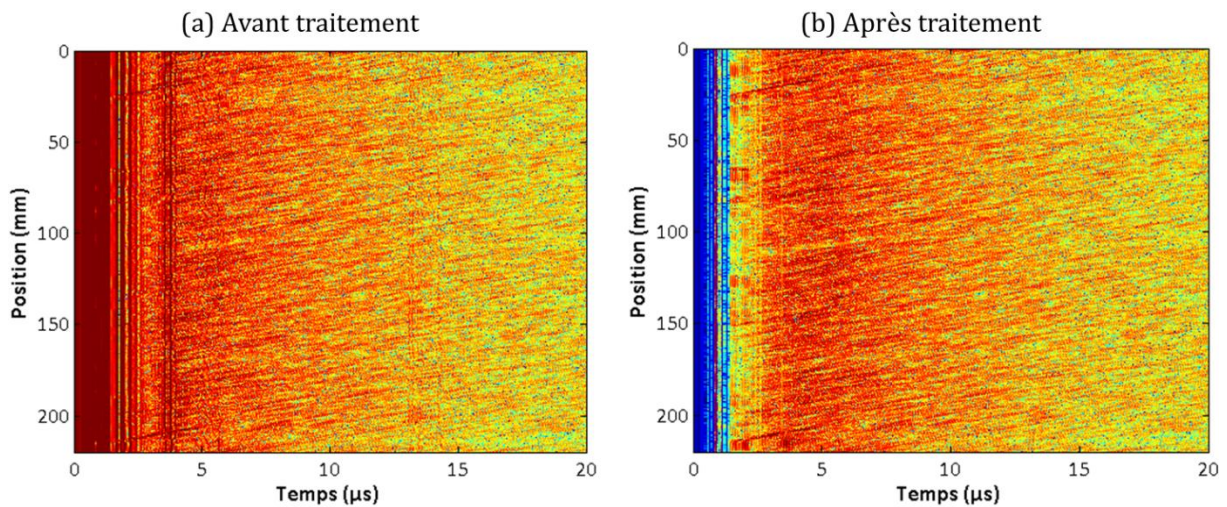 (a) Avant traitement
0
50
100
150
200
Position (mm)
0 5 10 15 20
Temps (µs)
(b) Après traitement
0
50
100
150
200
Position (mm)
0 5 10 15 20
Temps (µs)